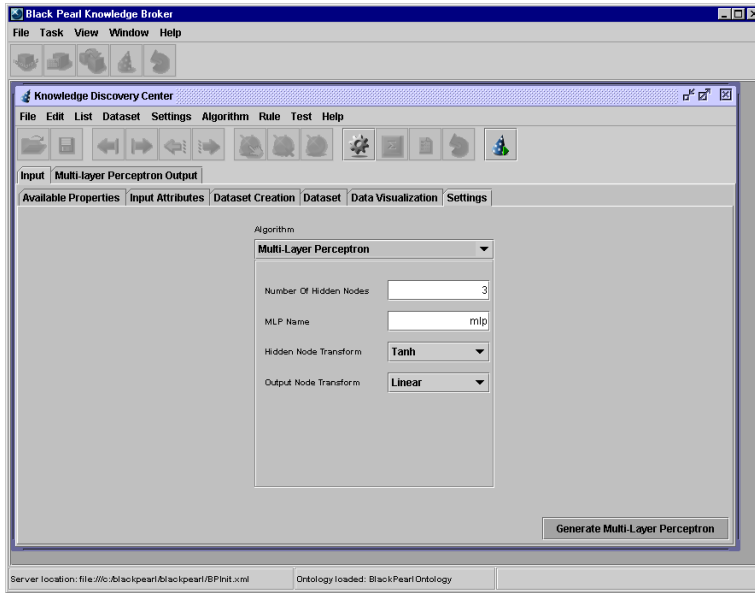 Black Pearl Knowledge Broker
File Task View Window Help
Knowledge Discovery Center
File Edit List Dataset Settings Algorithm Rule Test Help
Input Multi-layer Perceptron Output
Available Properties Input Attributes Dataset Creation Dataset Data Visualization Settings
Algorithm
Multi-Layer Perceptron
Number Of Hidden Nodes 3
MLP Name mlp
Hidden Node Transform Tanh
Output Node Transform Linear
Generate Multi-Layer Perceptron
Server location: file:///c:/blackpearl/blackpearl/BPInit.xml Ontology loaded: BlackPearl Ontology